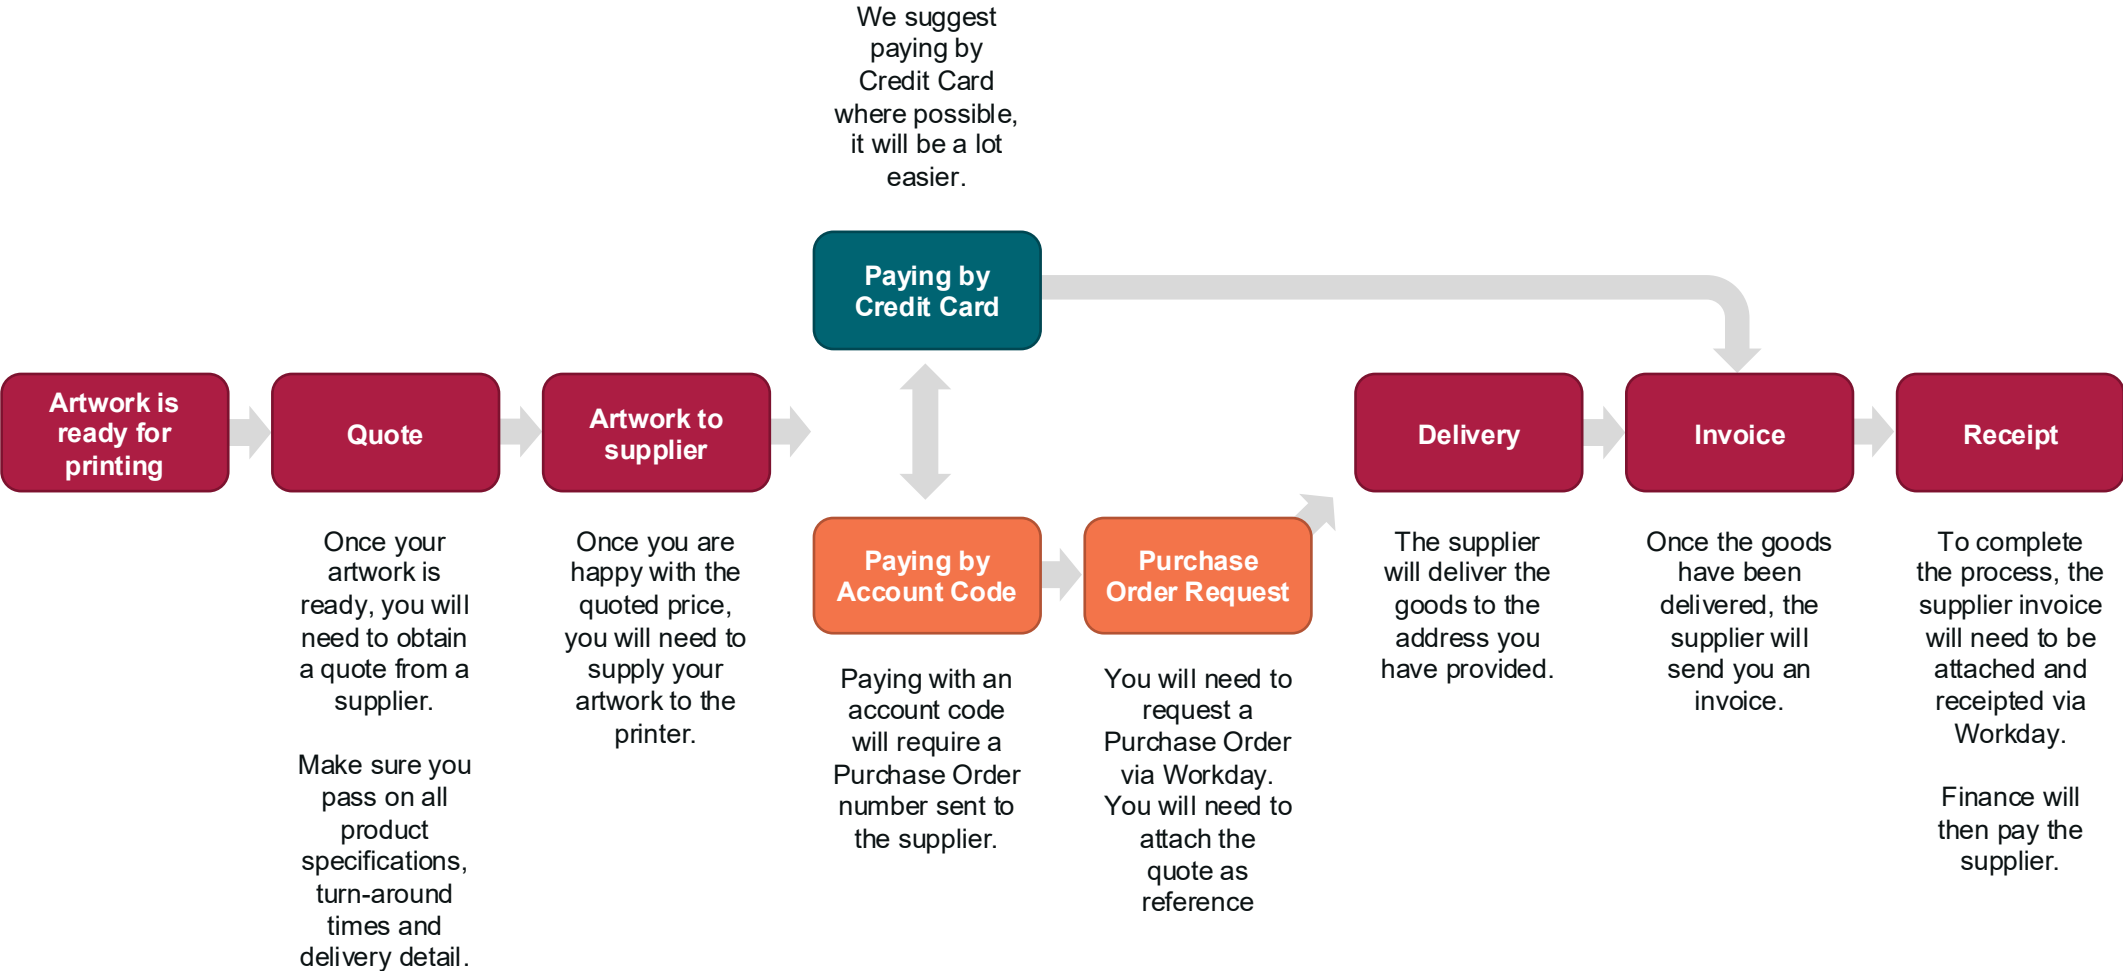 We suggest
paying by
Credit Card
where possible,
it will be a lot
easier.
Paying by
Credit Card
Artwork is
ready for
printing
Quote
Once your
artwork is
ready, you will
need to obtain
a quote from a
supplier.
Make sure you
pass on all
product
specifications,
turn-around
times and
delivery detail.
Artwork to
supplier
Once you are
happy with the
quoted price,
you will need to
supply your
artwork to the
printer.
Paying by
Account Code
Paying with an
account code
will require a
Purchase Order
number sent to
the supplier.
Purchase
Order Request
You will need to
request a
Purchase Order
via Workday.
You will need to
attach the
quote as
reference
Delivery
The supplier
will deliver the
goods to the
address you
have provided.
Invoice
Once the goods
have been
delivered, the
supplier will
send you an
invoice.
Receipt
To complete
the process, the
supplier invoice
will need to be
attached and
receipted via
Workday.
Finance will
then pay the
supplier.